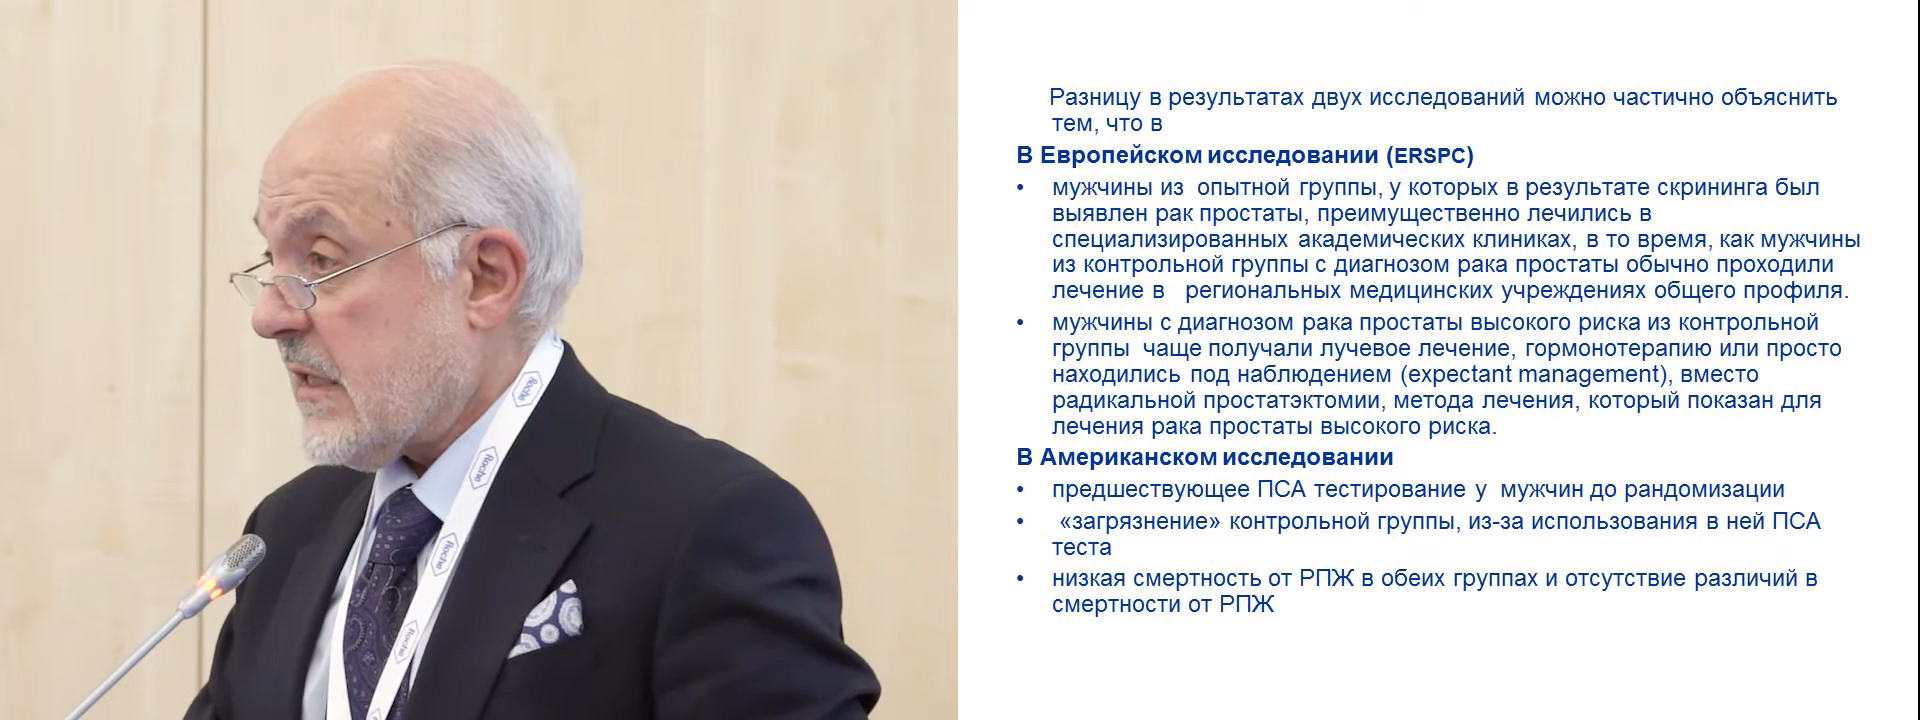 Разницу в результатах двух исследований можно частично объяснить
тем, что в
В Европейском исследовании (ERSPC)
• мужчины из опытной группы, у которых в результате скрининга был
выявлен рак простаты, преимущественно лечились в
специализированных академических клиниках, в то время, как мужчины
из контрольной группы с диагнозом рака простаты обычно проходили
лечение в региональных медицинских учреждениях общего профиля.
• мужчины с диагнозом рака простаты высокого риска из контрольной
группы чаще получали лучевое лечение, гормонотерапию или просто
находились под наблюдением (expectant management), вместо
радикальной простатэктомии, метода лечения, который показан для
лечения рака простаты высокого риска.
В Американском исследовании
• предшествующее ПСА тестирование у мужчин до рандомизации
• «загрязнение» контрольной группы, из-за использования в ней ПСА
теста
• низкая смертность от РПЖ в обеих группах и отсутствие различий в
смертности от РПЖ
Roche
Roche
Roche
Roche